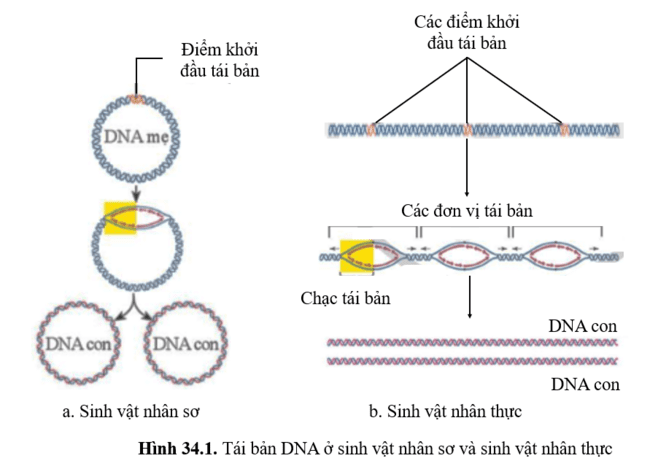 Điểm khởi
đầu tái bản
DNA mẹ
DNA con
DNA con
a. Sinh vật nhân sơ
Các điểm khởi
đầu tái bản
Các đơn vị tái bản
Chạc tái bản
DNA con
DNA con
b. Sinh vật nhân thực
Hình 34.1. Tái bản DNA ở sinh vật nhân sơ và sinh vật nhân thực